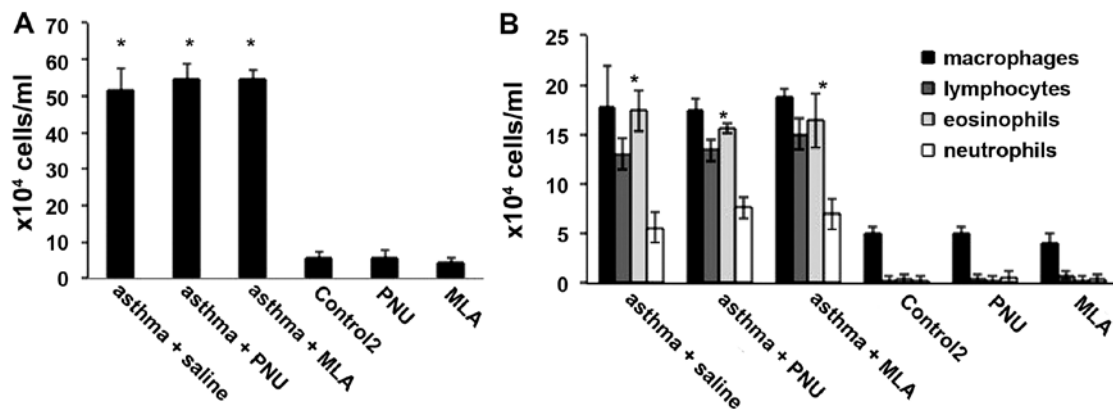 A
x10⁴ cells/ml
70
60
50
40
30
20
10
0
* * *
asthma + saline
asthma + PNU
asthma + MLA
Control2
PNU
MLA
B
x10⁴ cells/ml
25
20
15
10
5
0
* * *
macrophages
lymphocytes
eosinophils
neutrophils
asthma + saline
asthma + PNU
asthma + MLA
Control2
PNU
MLA